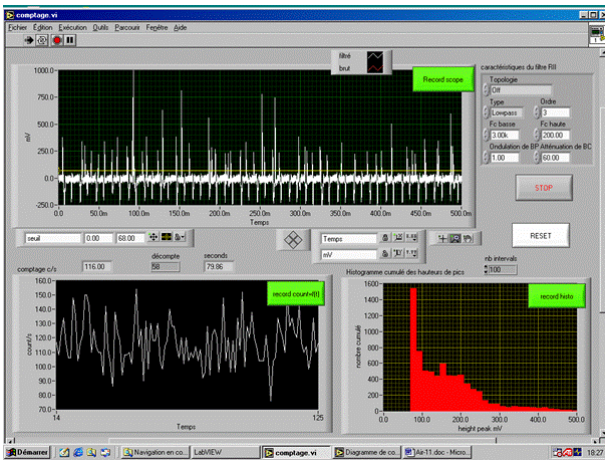 comptage.vi
Fichier Édition Exécution Outils Parcourir Fenêtre Aide
filtré
brut
Record scope
1000.0
750.0
500.0
250.0
0.0
-250.0
mV
0.0 50.0m 100.0m 150.0m 200.0m 250.0m 300.0m 350.0m 400.0m 450.0m 500.0m
Temps
caractéristiques du filtre RII
Topologie
Off
Type Ordre
Lowpass 3
Fc basse Fc haute
3.00k 200.00
Ondulation de BP Atténuation de BC
1.00 60.00
STOP
RESET
seuil 0.00 68.00
Temps
mV
comptage c/s 116.00
décompte
58
seconds
79.86
record count=f(t)
160.0
150.0
140.0
130.0
120.0
110.0
100.0
90.0
80.0
70.0
count/s
14 125
Temps
nb intervals
100
Histogramme cumulé des hauteurs de pics
record histo
1600
1400
1200
1000
800
600
400
200
0
nombre cumulé
0.0 100.0 200.0 300.0 400.0 500.0
height peak mV
Démarrer Navigation en co... LabVIEW comptage.vi Diagramme de co... Air-11.doc - Micro... 18:27